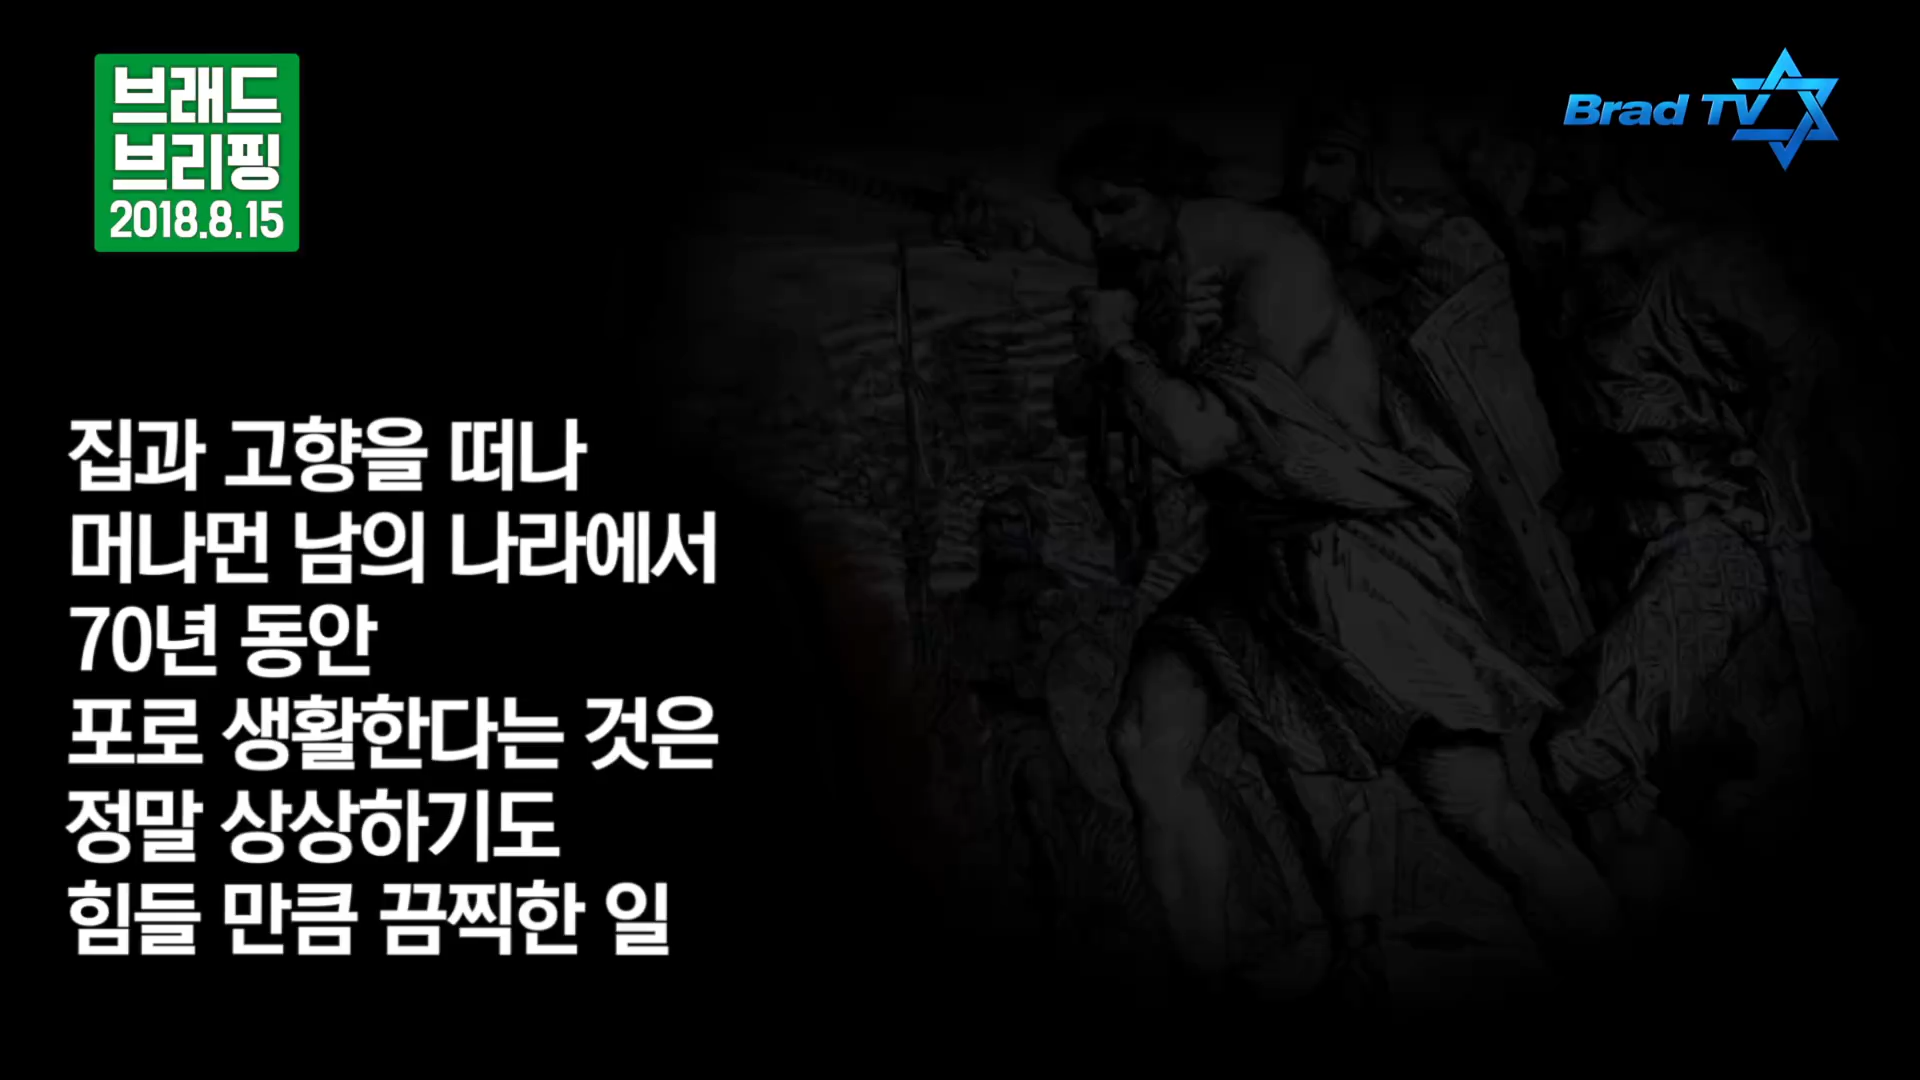 브래드
브리핑
2018.8.15
Brad TV
집과 고향을 떠나
머나먼 남의 나라에서
70년 동안
포로 생활한다는 것은
정말 상상하기도
힘들 만큼 끔찍한 일